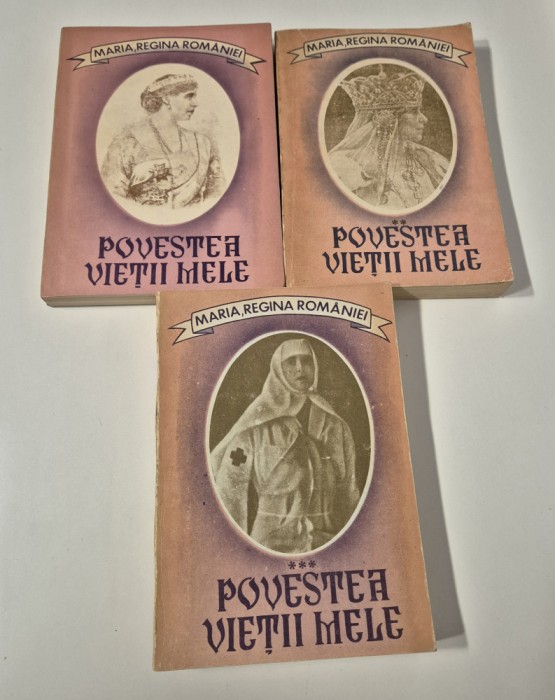 MARIA, REGINA ROMÂNIEI
POVESTEA
VIEȚII MELE
MARIA, REGINA ROMÂNIEI
**
POVESTEA
VIEȚII MELE
MARIA, REGINA ROMÂNIEI
***
POVESTEA
VIEȚII MELE